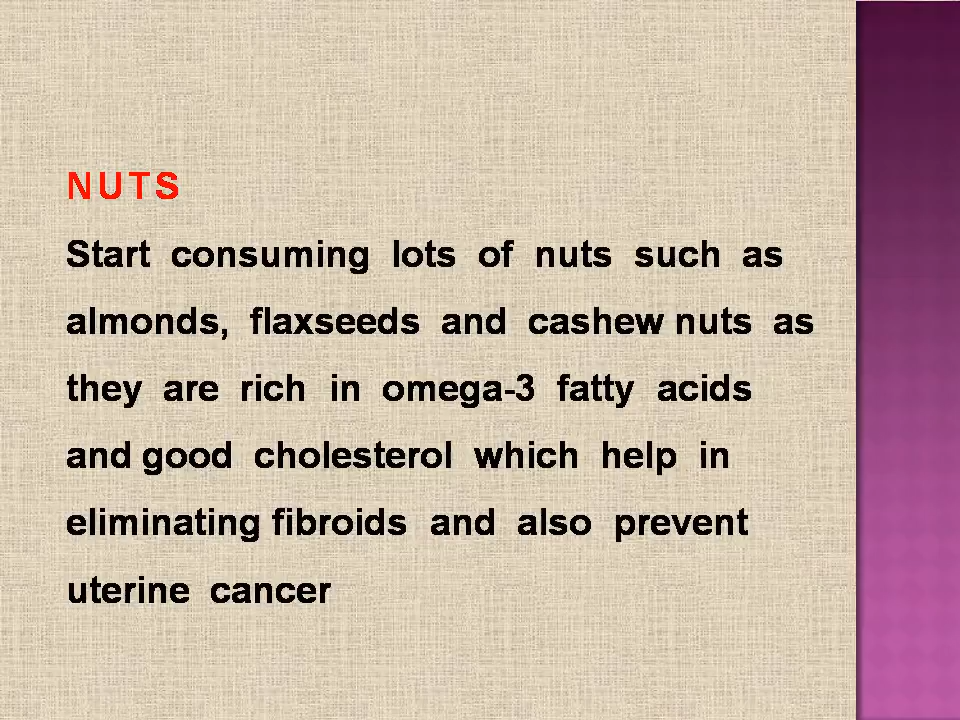 NUTS
Start consuming lots of nuts such as
almonds, flaxseeds and cashew nuts as
they are rich in omega-3 fatty acids
and good cholesterol which help in
eliminating fibroids and also prevent
uterine cancer